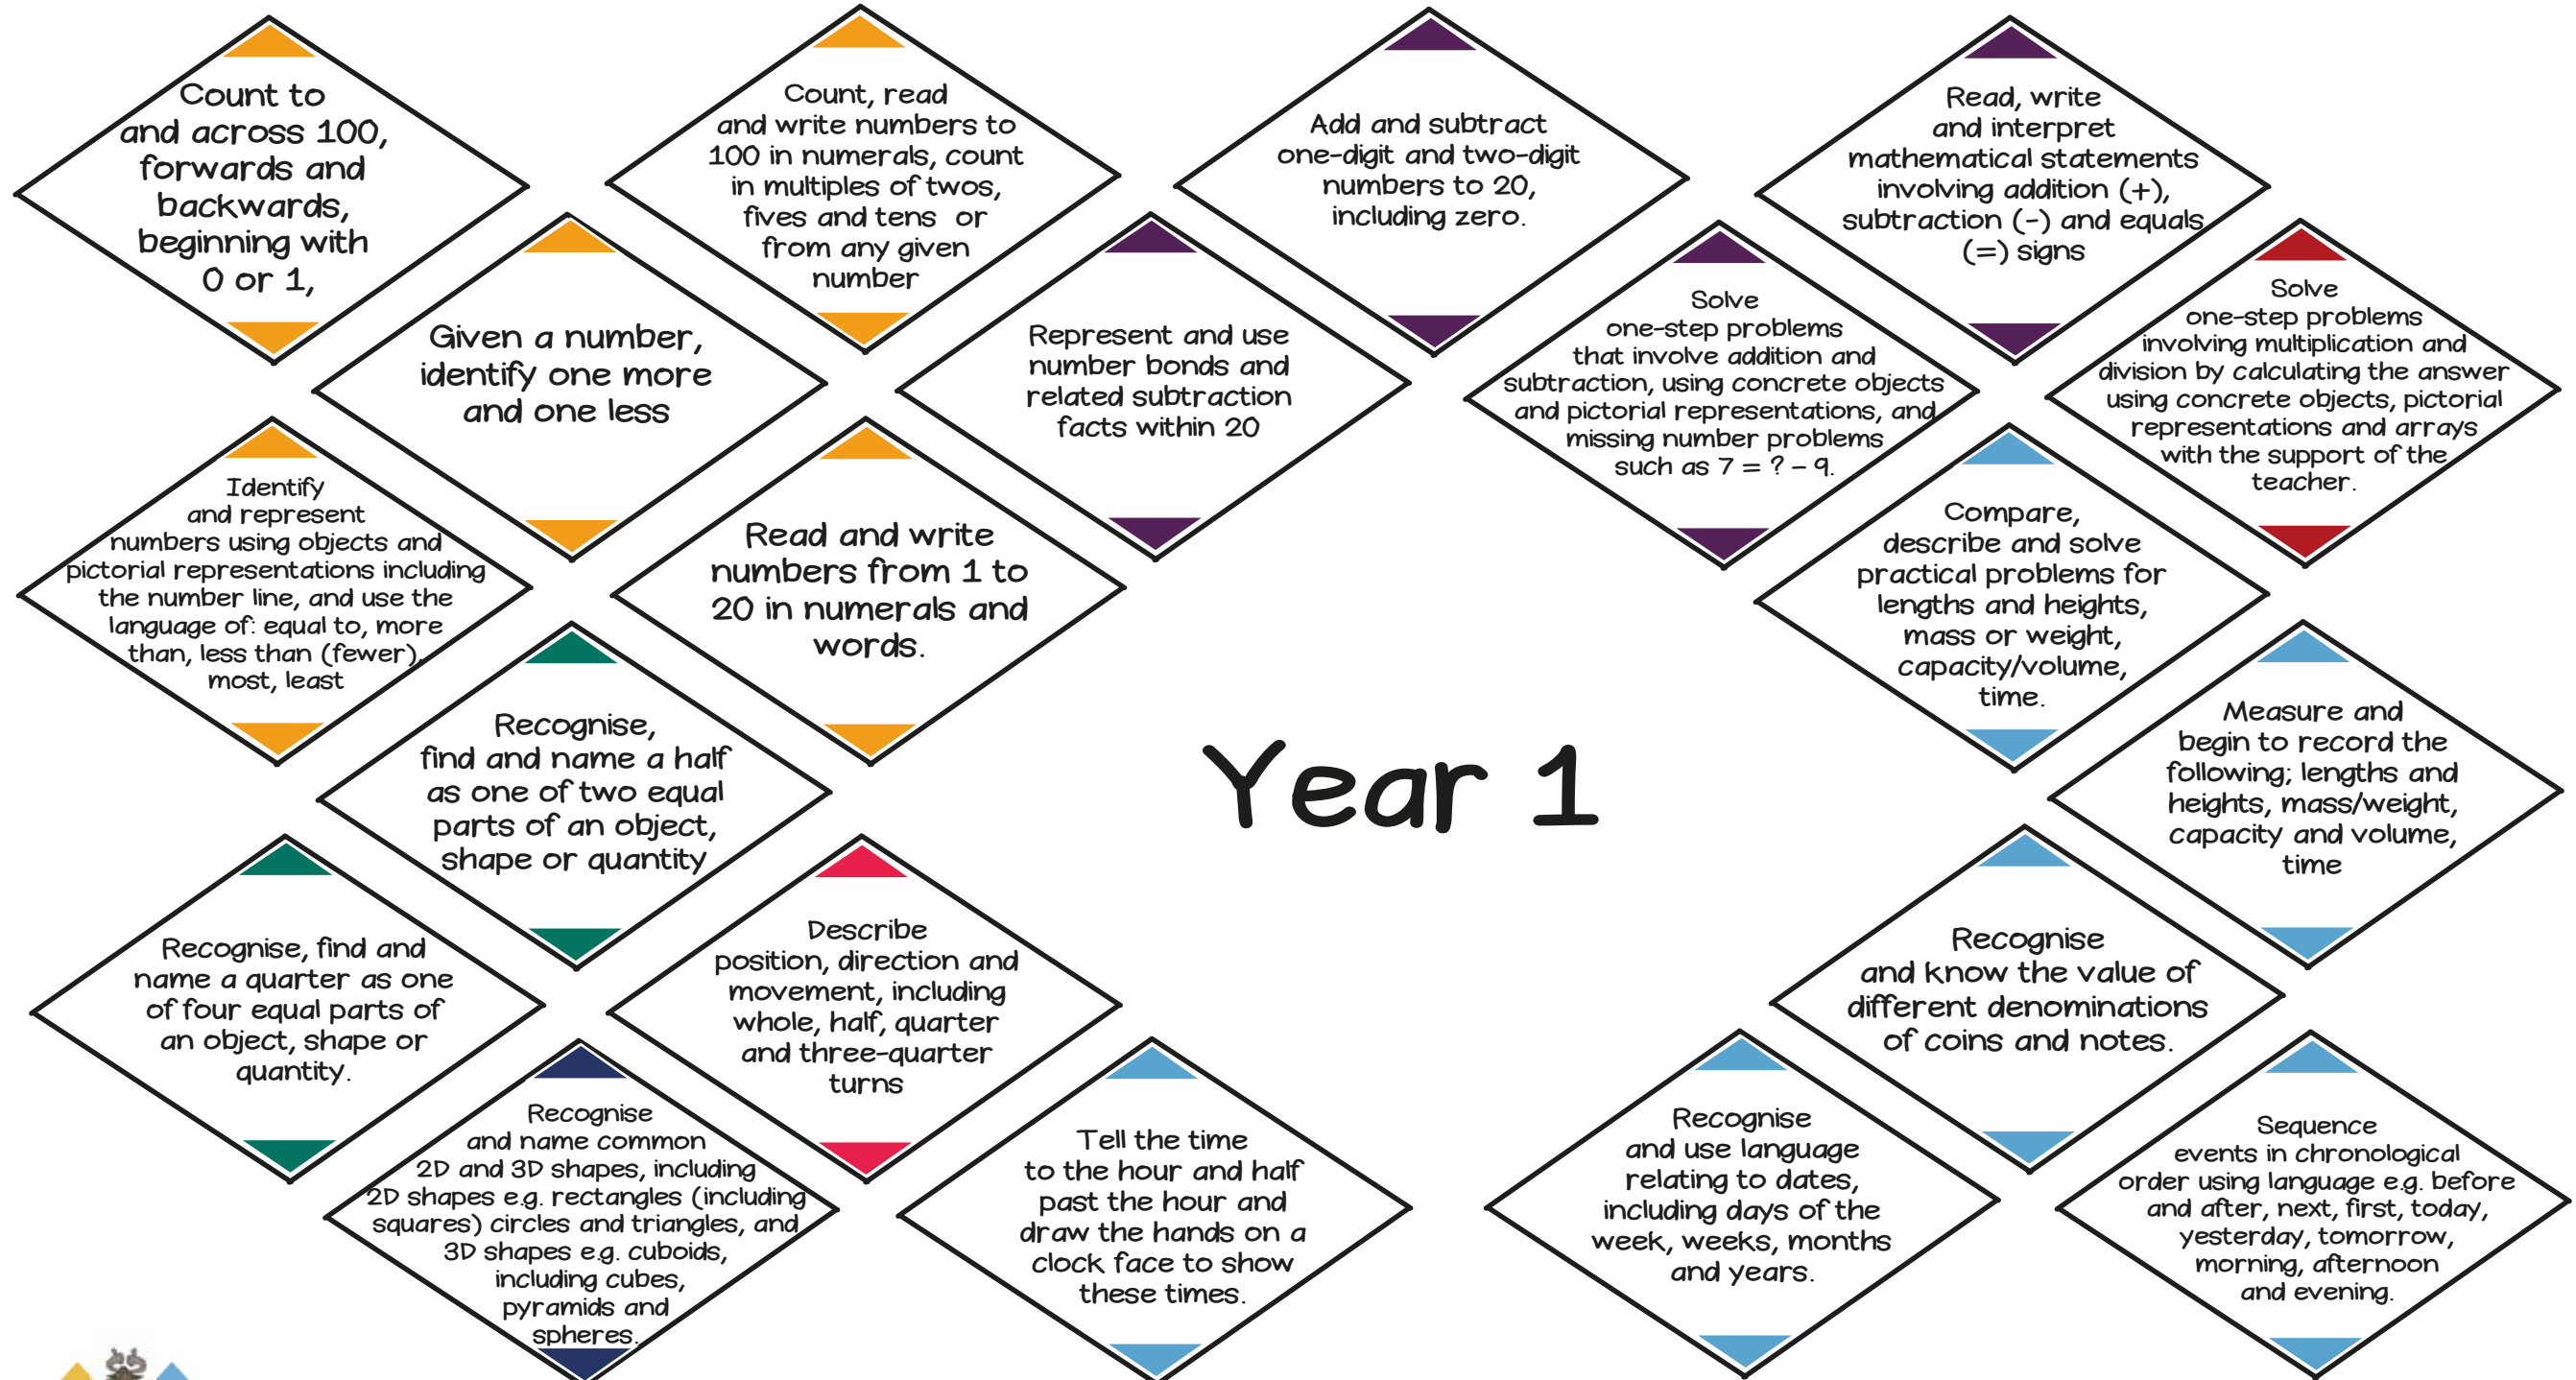 Count to
and across 100,
forwards and
backwards,
beginning with
0 or 1,
Count, read
and write numbers to
100 in numerals, count
in multiples of twos,
fives and tens or
from any given
number
Add and subtract
one-digit and two-digit
numbers to 20,
including zero.
Read, write
and interpret
mathematical statements
involving addition (+),
subtraction (-) and equals
(=) signs
Given a number,
identify one more
and one less
Represent and use
number bonds and
related subtraction
facts within 20
Solve
one-step problems
that involve addition and
subtraction, using concrete objects
and pictorial representations, and
missing number problems
such as 7 = ? – 9.
Solve
one-step problems
involving multiplication and
division by calculating the answer
using concrete objects, pictorial
representations and arrays
with the support of the
teacher.
Identify
and represent
numbers using objects and
pictorial representations including
the number line, and use the
language of: equal to, more
than, less than (fewer),
most, least
Read and write
numbers from 1 to
20 in numerals and
words.
Compare,
describe and solve
practical problems for
lengths and heights,
mass or weight,
capacity/volume,
time.
Recognise,
find and name a half
as one of two equal
parts of an object,
shape or quantity
Year 1
Measure and
begin to record the
following; lengths and
heights, mass/weight,
capacity and volume,
time
Recognise, find and
name a quarter as one
of four equal parts of
an object, shape or
quantity.
Describe
position, direction and
movement, including
whole, half, quarter
and three-quarter
turns
Recognise
and know the value of
different denominations
of coins and notes.
Recognise
and name common
2D and 3D shapes, including
2D shapes e.g. rectangles (including
squares) circles and triangles, and
3D shapes e.g. cuboids,
including cubes,
pyramids and
spheres.
Tell the time
to the hour and half
past the hour and
draw the hands on a
clock face to show
these times.
Recognise
and use language
relating to dates,
including days of the
week, weeks, months
and years.
Sequence
events in chronological
order using language e.g. before
and after, next, first, today,
yesterday, tomorrow,
morning, afternoon
and evening.